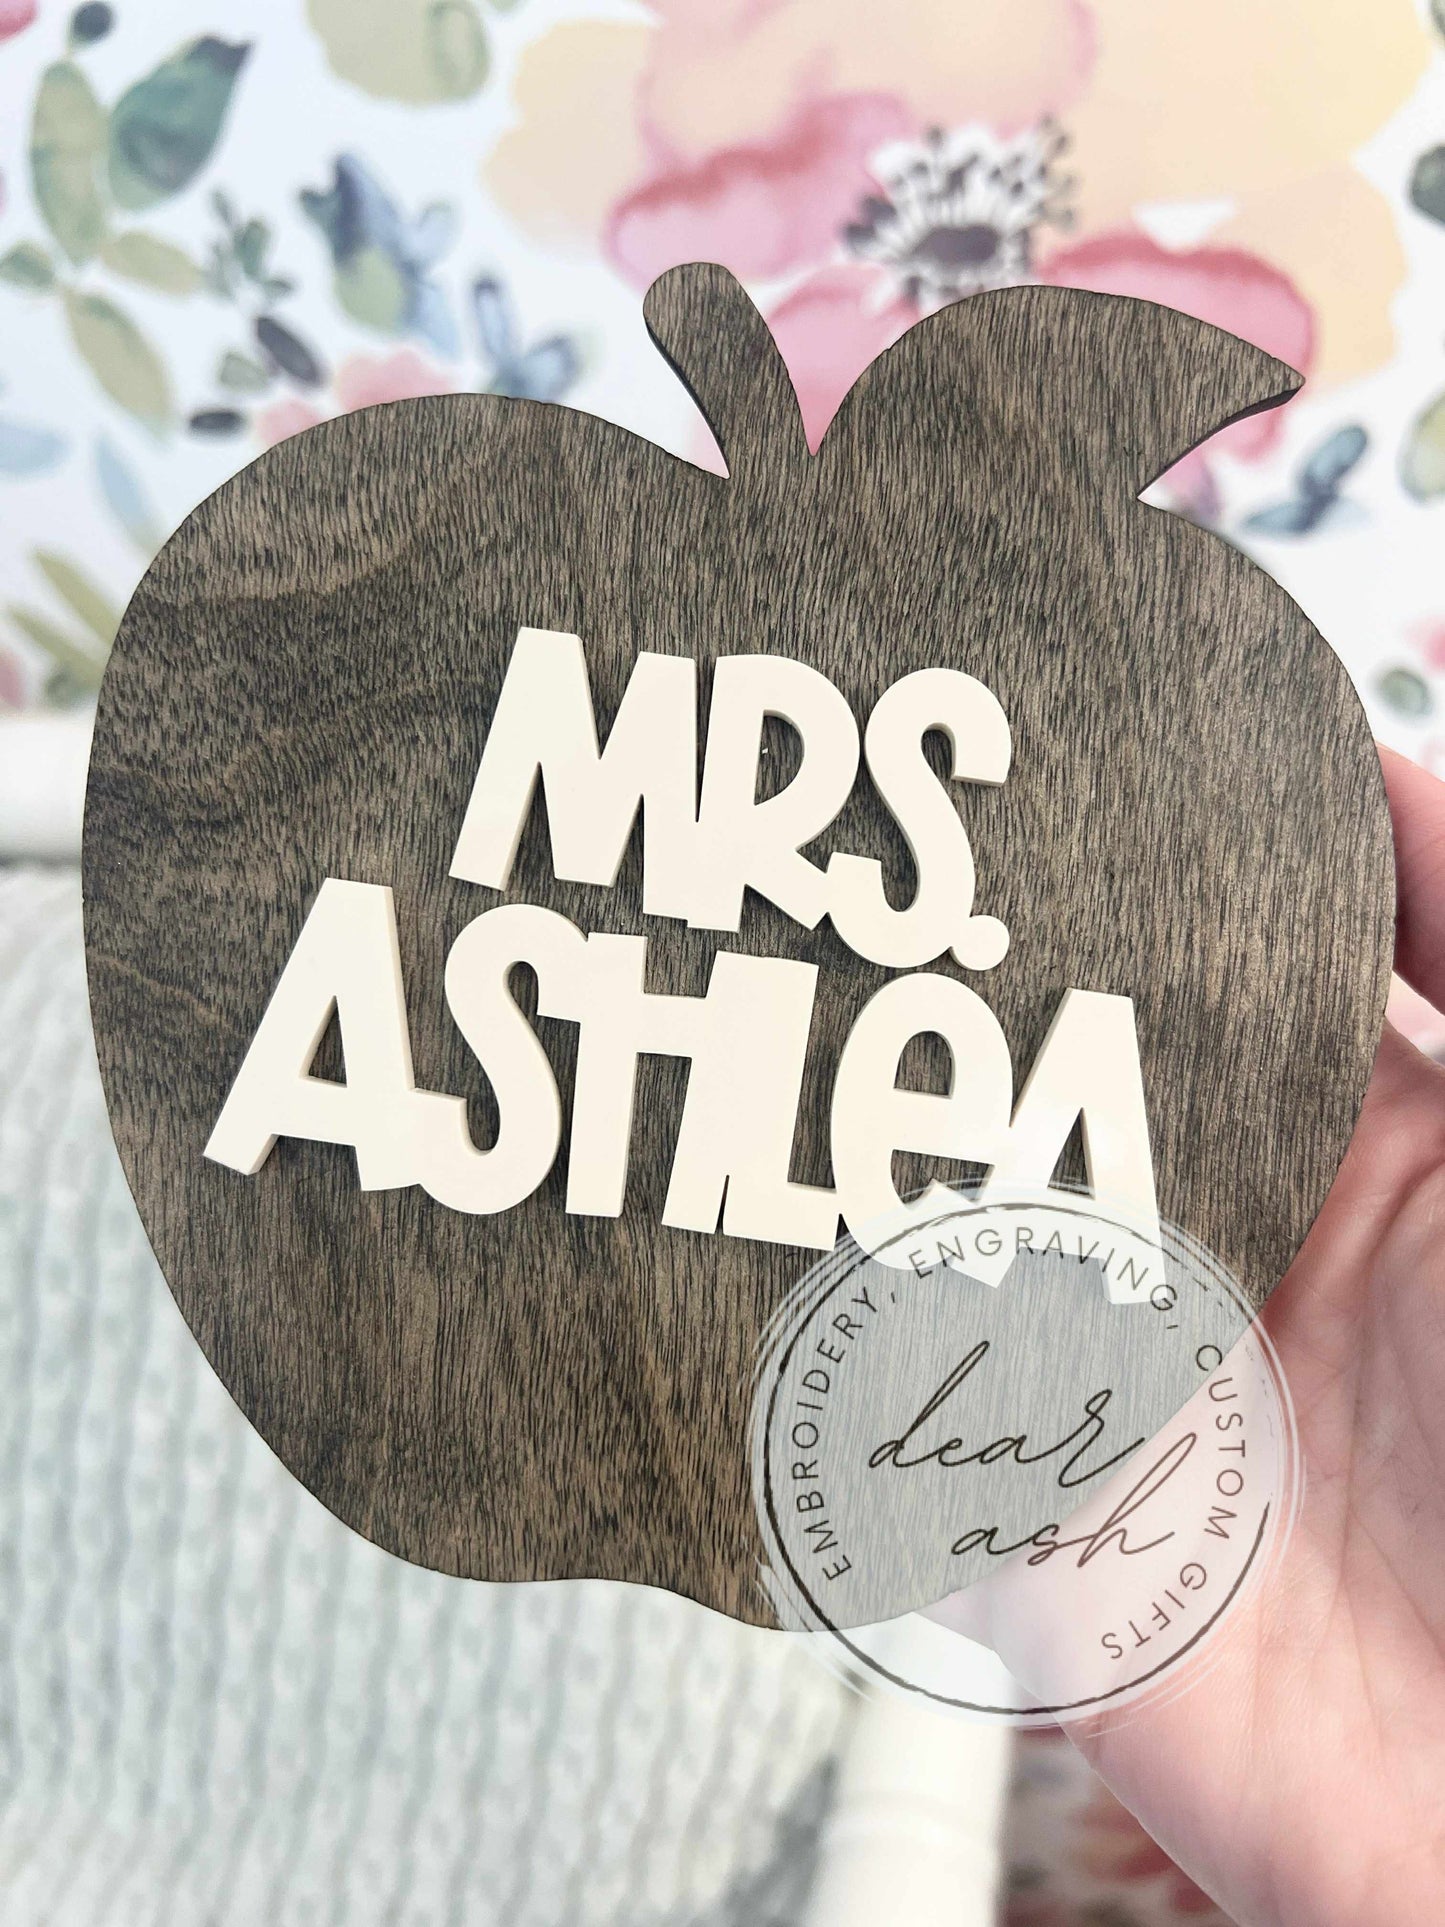 MRS.
ASHLeA
EMBROIDERY, ENGRAVING, CUSTOM GIFTS
dear
ash